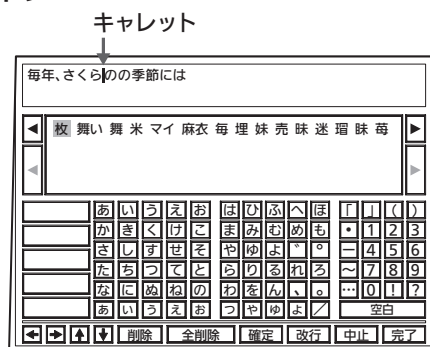 キャレット
毎年、さくらのの季節には
◀ 枚 舞い 舞 米 マイ 麻衣 毎 埋 妹 売 昧 迷 瑁 眛 苺 ▶
◀ ▶
あ い う え お は ひ ふ へ ほ 「 」 ( )
か き く け こ ま み む め も ・ 1 2 3
さ し す せ そ や ゆ よ ゛ ゜ ー 4 5 6
た ち つ て と ら り る れ ろ ~ 7 8 9
な に ぬ ね の わ を ん 、 。 … 0 ! ?
ぁ ぃ ぅ ぇ ぉ っ ゃ ゅ ょ / 空白
← → ↑ ↓ 削除 全削除 確定 改行 中止 完了